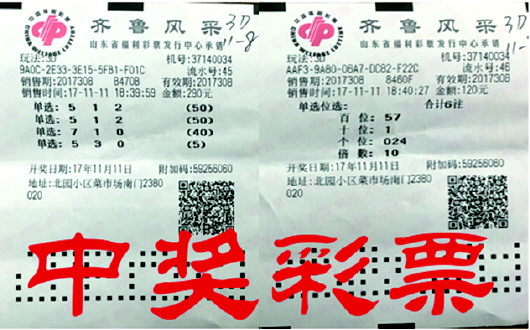 齐鲁风采 3D
山东省福利彩票发行中心承销 11-8
玩法:3D 机号:37140034
9A0C-2E33-3E15-5FB1-F01C 流水号:45
销售期:2017308 84708 有效期:2017308
销售时间:17-11-11 18:39:59 金额:290元
单选: 5 1 2 (50)
单选: 5 1 2 (50)
单选: 7 1 0 (40)
单选: 5 3 0 (5)
开奖日期:17年11月11日 附加码:59256060
地址:北园小区菜市场南门2380
020
齐鲁风采 3D
山东省福利彩票发行中心承销 11-8
玩法:3D 机号:37140034
AAF3-9A80-06A7-DC82-F22C 流水号:46
销售期:2017308 8460F 有效期:2017308
销售时间:17-11-11 18:40:27 金额:120元
单选位选: 合计6注
百 位: 57
十 位: 1
个 位: 024
倍 数: 10
开奖日期:17年11月11日 附加码:59256060
地址:北园小区菜市场南门2380
020
中奖彩票